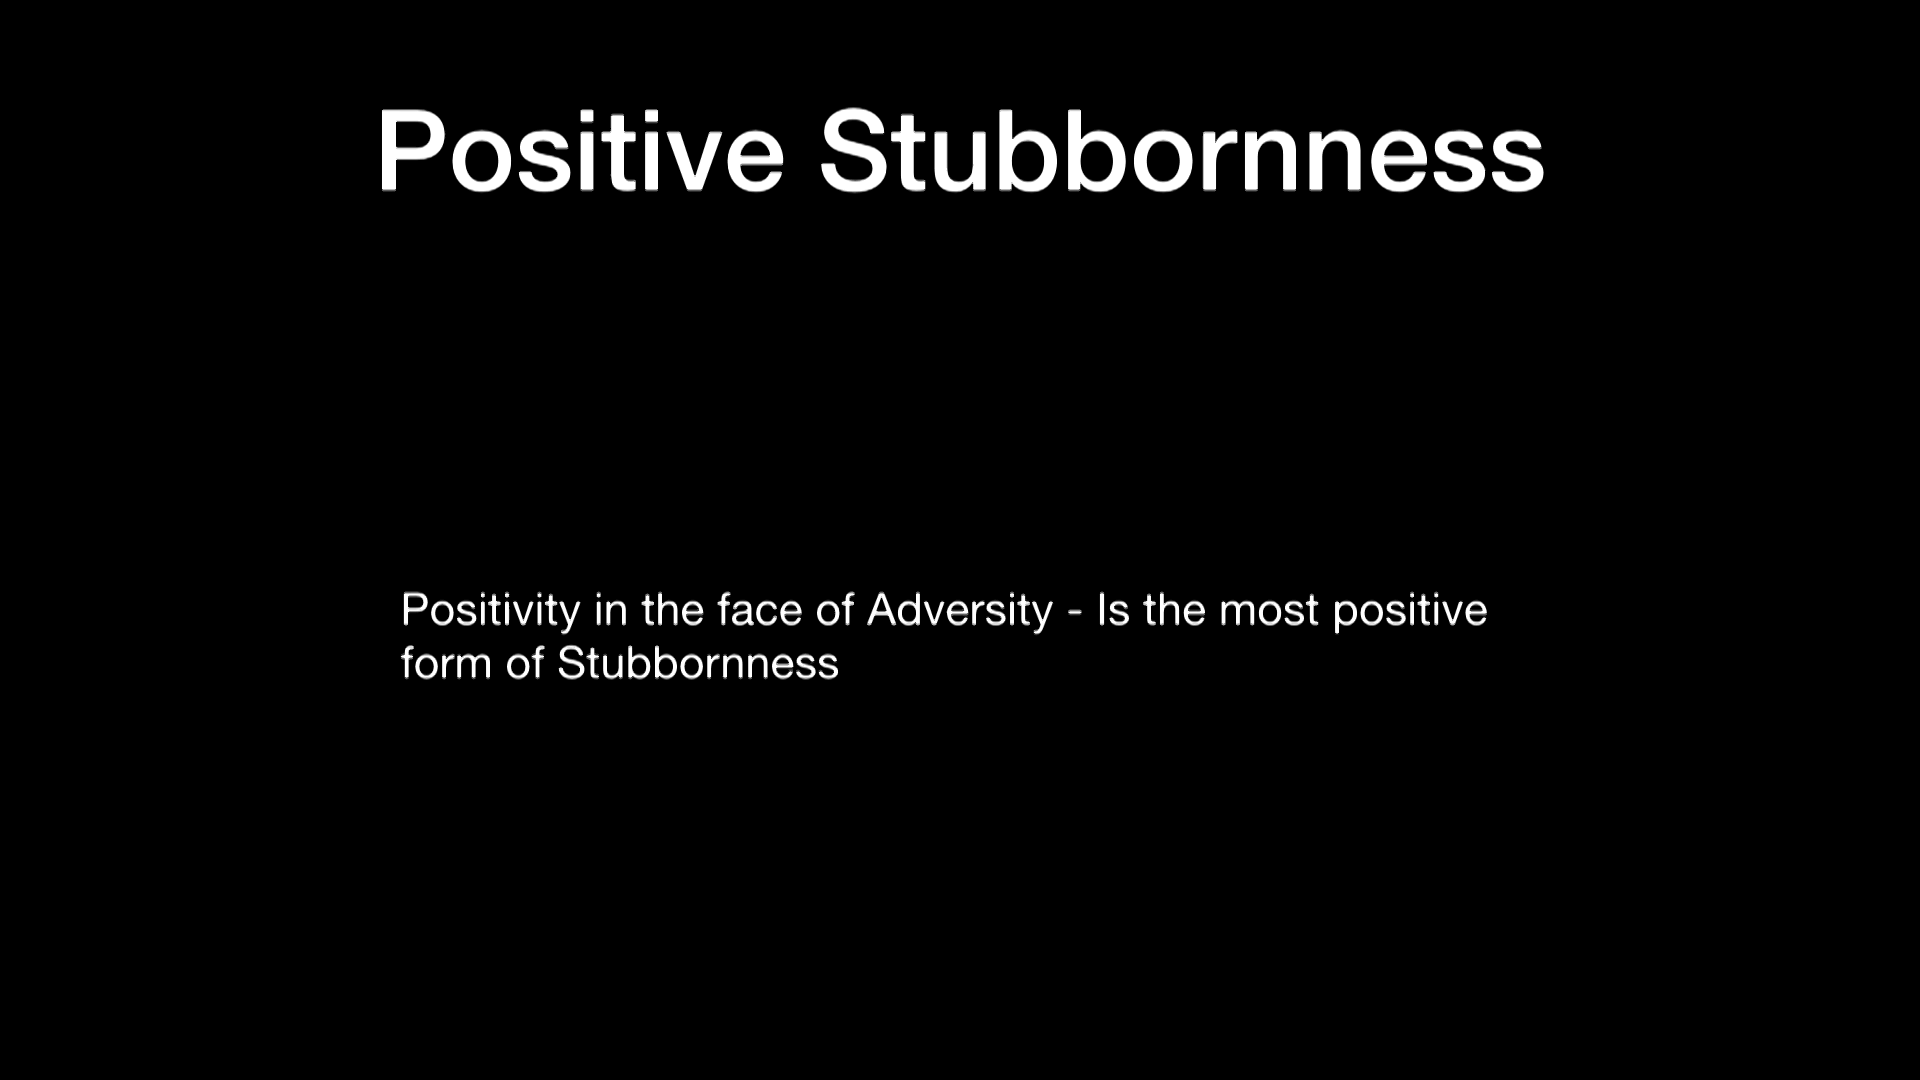 Positive Stubbornness
Positivity in the face of Adversity - Is the most positive
form of Stubbornness